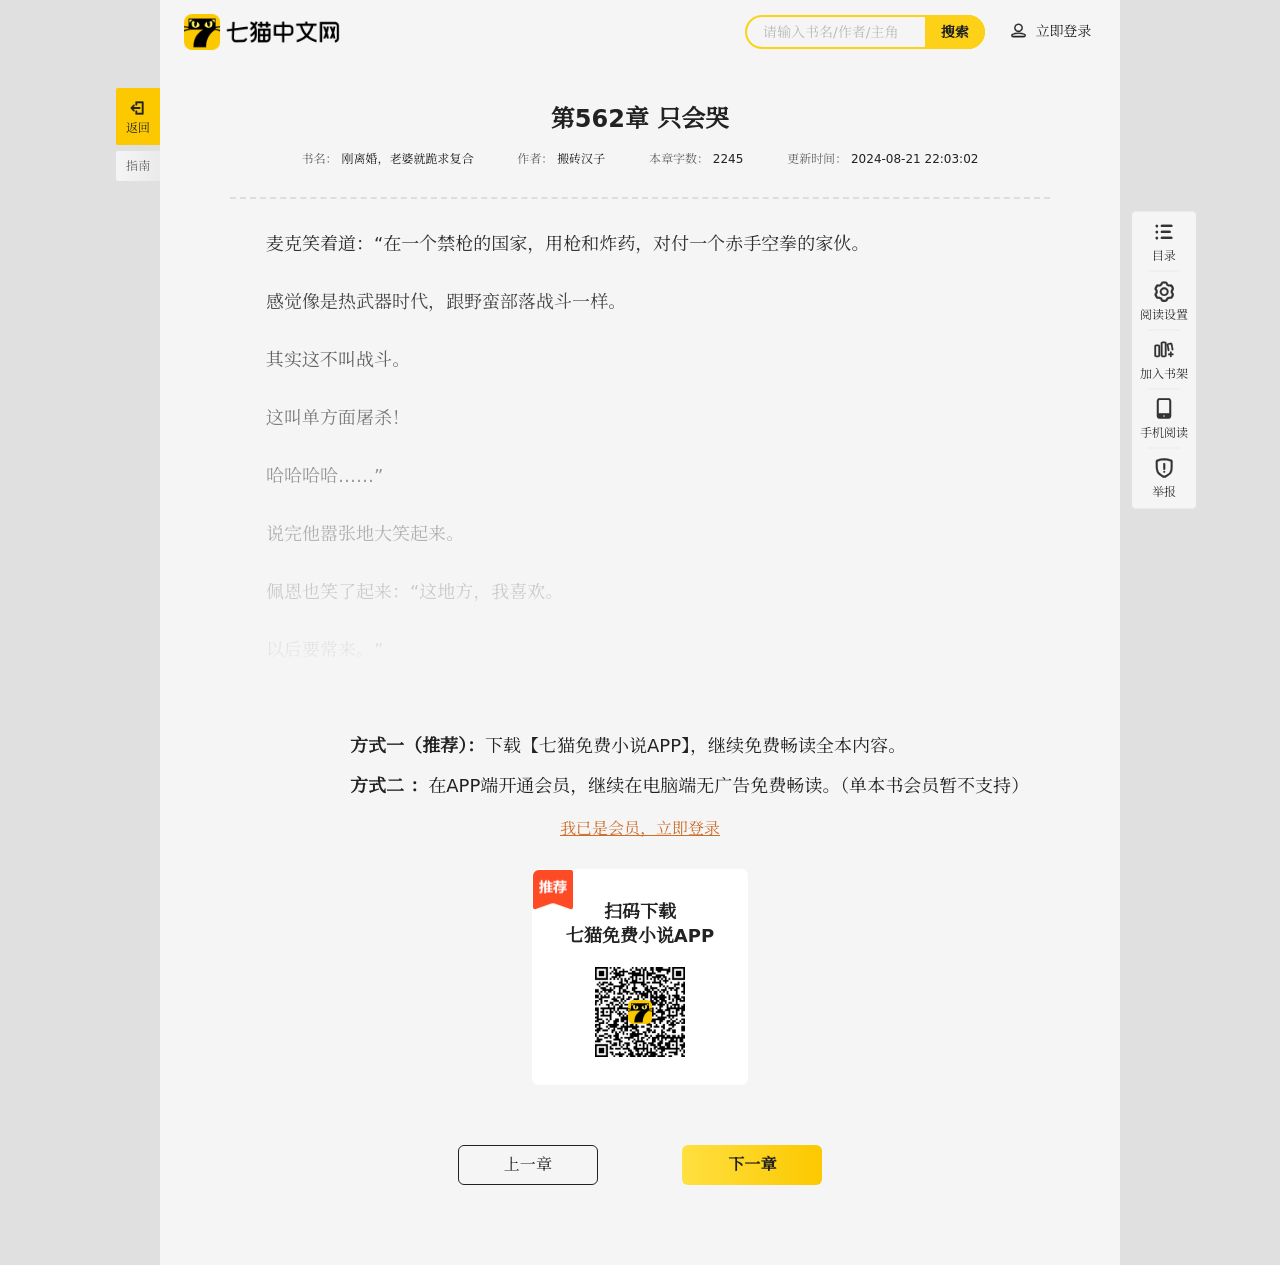 七猫中文网
请输入书名/作者/主角
搜索
立即登录
返回
指南
第562章 只会哭
书名： 刚离婚，老婆就跪求复合 作者： 搬砖汉子 本章字数： 2245 更新时间： 2024-08-21 22:03:02
麦克笑着道：“在一个禁枪的国家，用枪和炸药，对付一个赤手空拳的家伙。
感觉像是热武器时代，跟野蛮部落战斗一样。
其实这不叫战斗。
这叫单方面屠杀！
哈哈哈哈……”
说完他嚣张地大笑起来。
佩恩也笑了起来：“这地方，我喜欢。
以后要常来。”
目录
阅读设置
加入书架
手机阅读
举报
方式一（推荐）：下载【七猫免费小说APP】，继续免费畅读全本内容。
方式二 ：在APP端开通会员，继续在电脑端无广告免费畅读。（单本书会员暂不支持）
我已是会员，立即登录
推荐
扫码下载
七猫免费小说APP
上一章
下一章